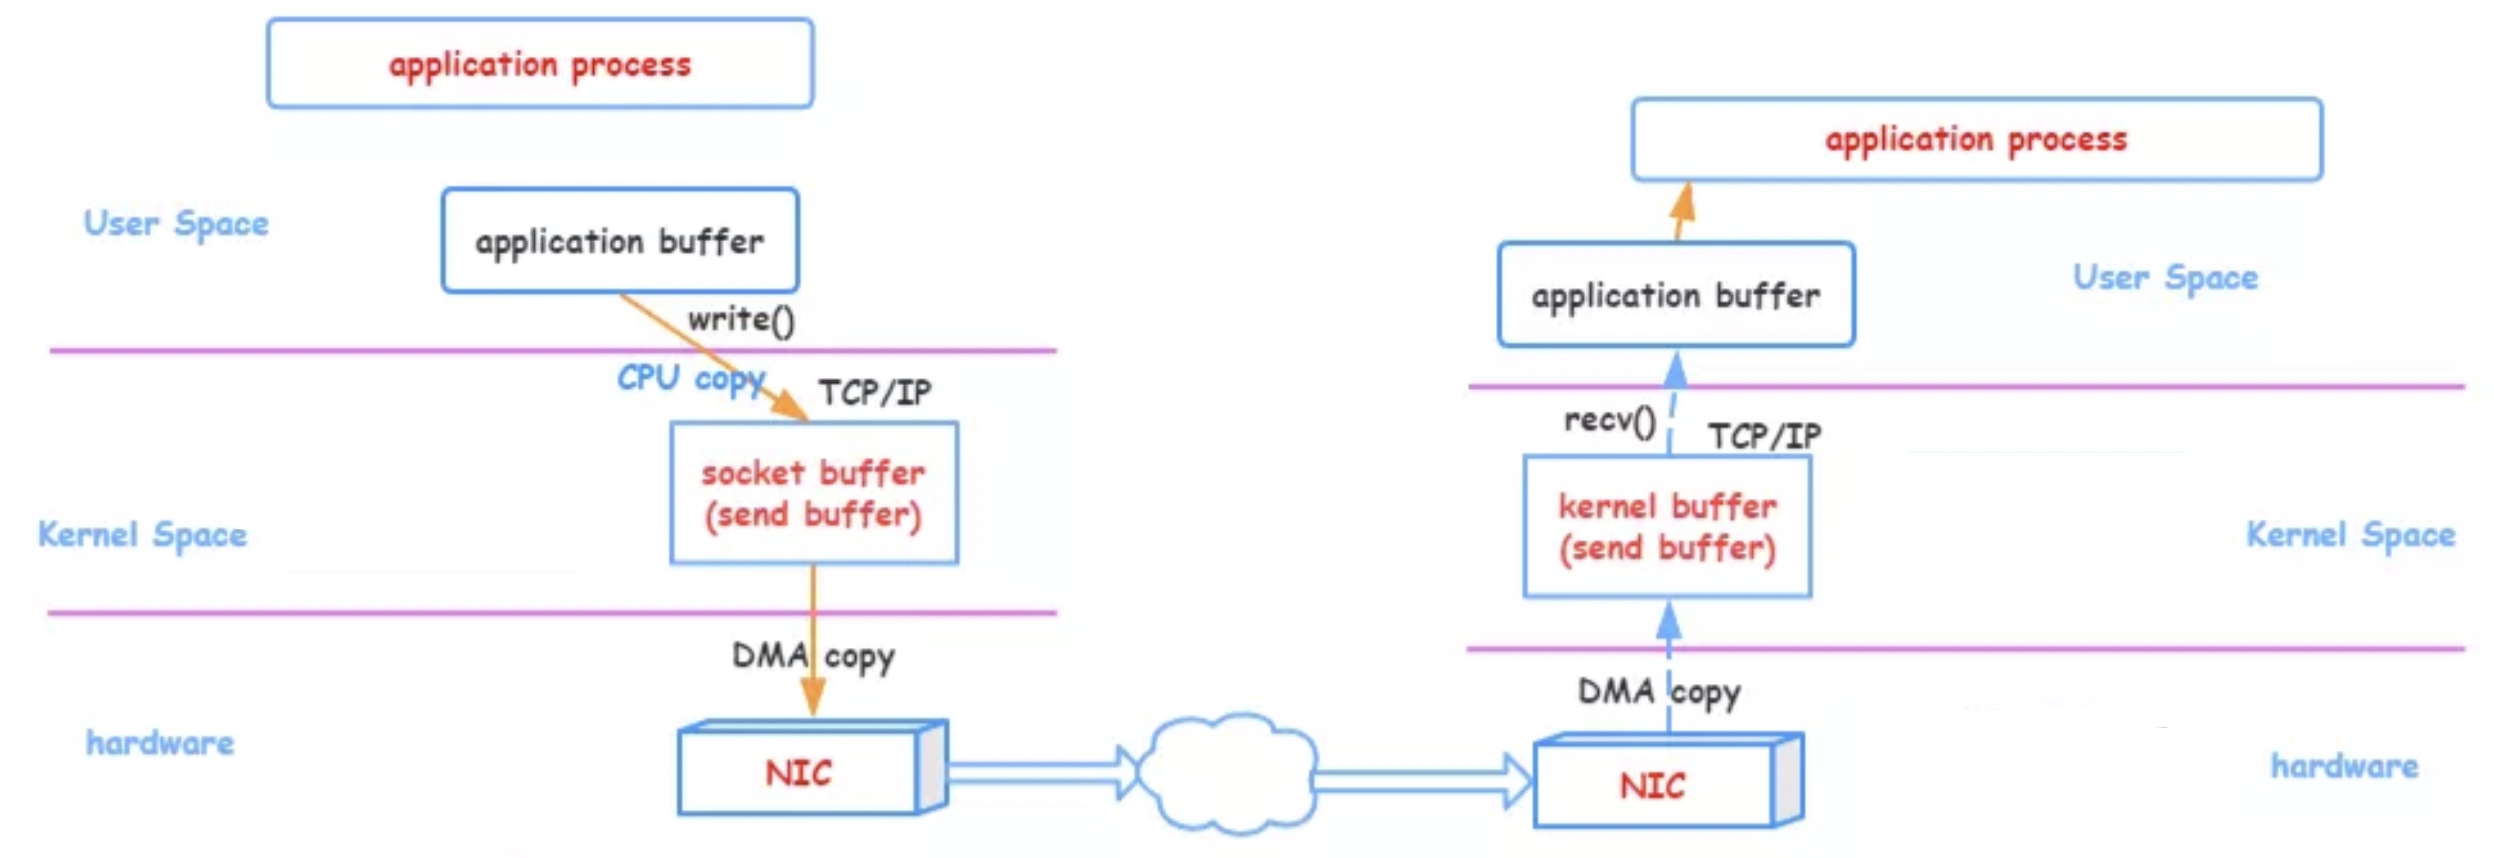 application process
User Space
application buffer
write()
CPU copy
TCP/IP
socket buffer
(send buffer)
Kernel Space
DMA copy
hardware
NIC
application process
application buffer
User Space
recv()
TCP/IP
kernel buffer
(send buffer)
Kernel Space
DMA copy
NIC
hardware